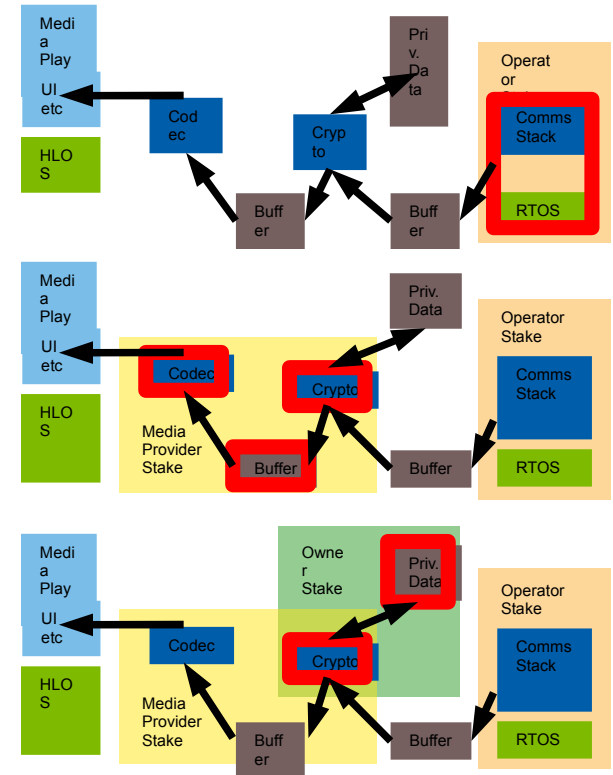 Medi
a
Play
UI
etc
HLO
S
Cod
ec
Buff
er
Cryp
to
Pri
v.
Da
ta
Buff
er
Operat
or
Comms
Stack
RTOS
Medi
a
Play
UI
etc
HLO
S
Codec
Media
Provider
Stake
Buffer
Crypto
Priv.
Data
Buffer
Operator
Stake
Comms
Stack
RTOS
Medi
a
Play
UI
etc
HLO
S
Codec
Media
Provider
Stake
Buff
er
Owne
r
Stake
Crypto
Priv.
Data
Buffer
Operator
Stake
Comms
Stack
RTOS